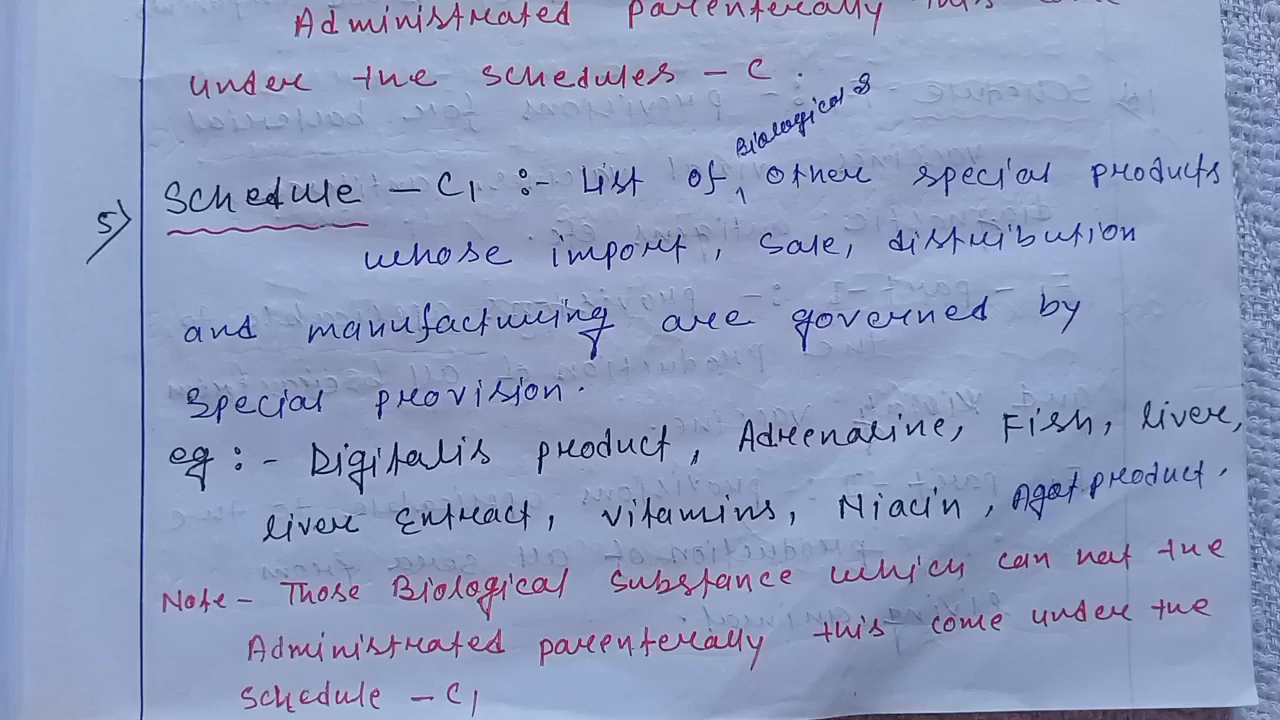 Administrated parenterally this come
under the schedules - C.
5) Schedule - C1 :- List of Biological & other special products
whose import, sale, distribution
and manufacturing are governed by
special provision.
eg :- Digitalis product, Adrenaline, Fish, liver,
liver Extract, vitamins, Niacin, Agot product.
Note - Those Biological substance which can not the
Administrated parenterally this come under the
schedule - C1